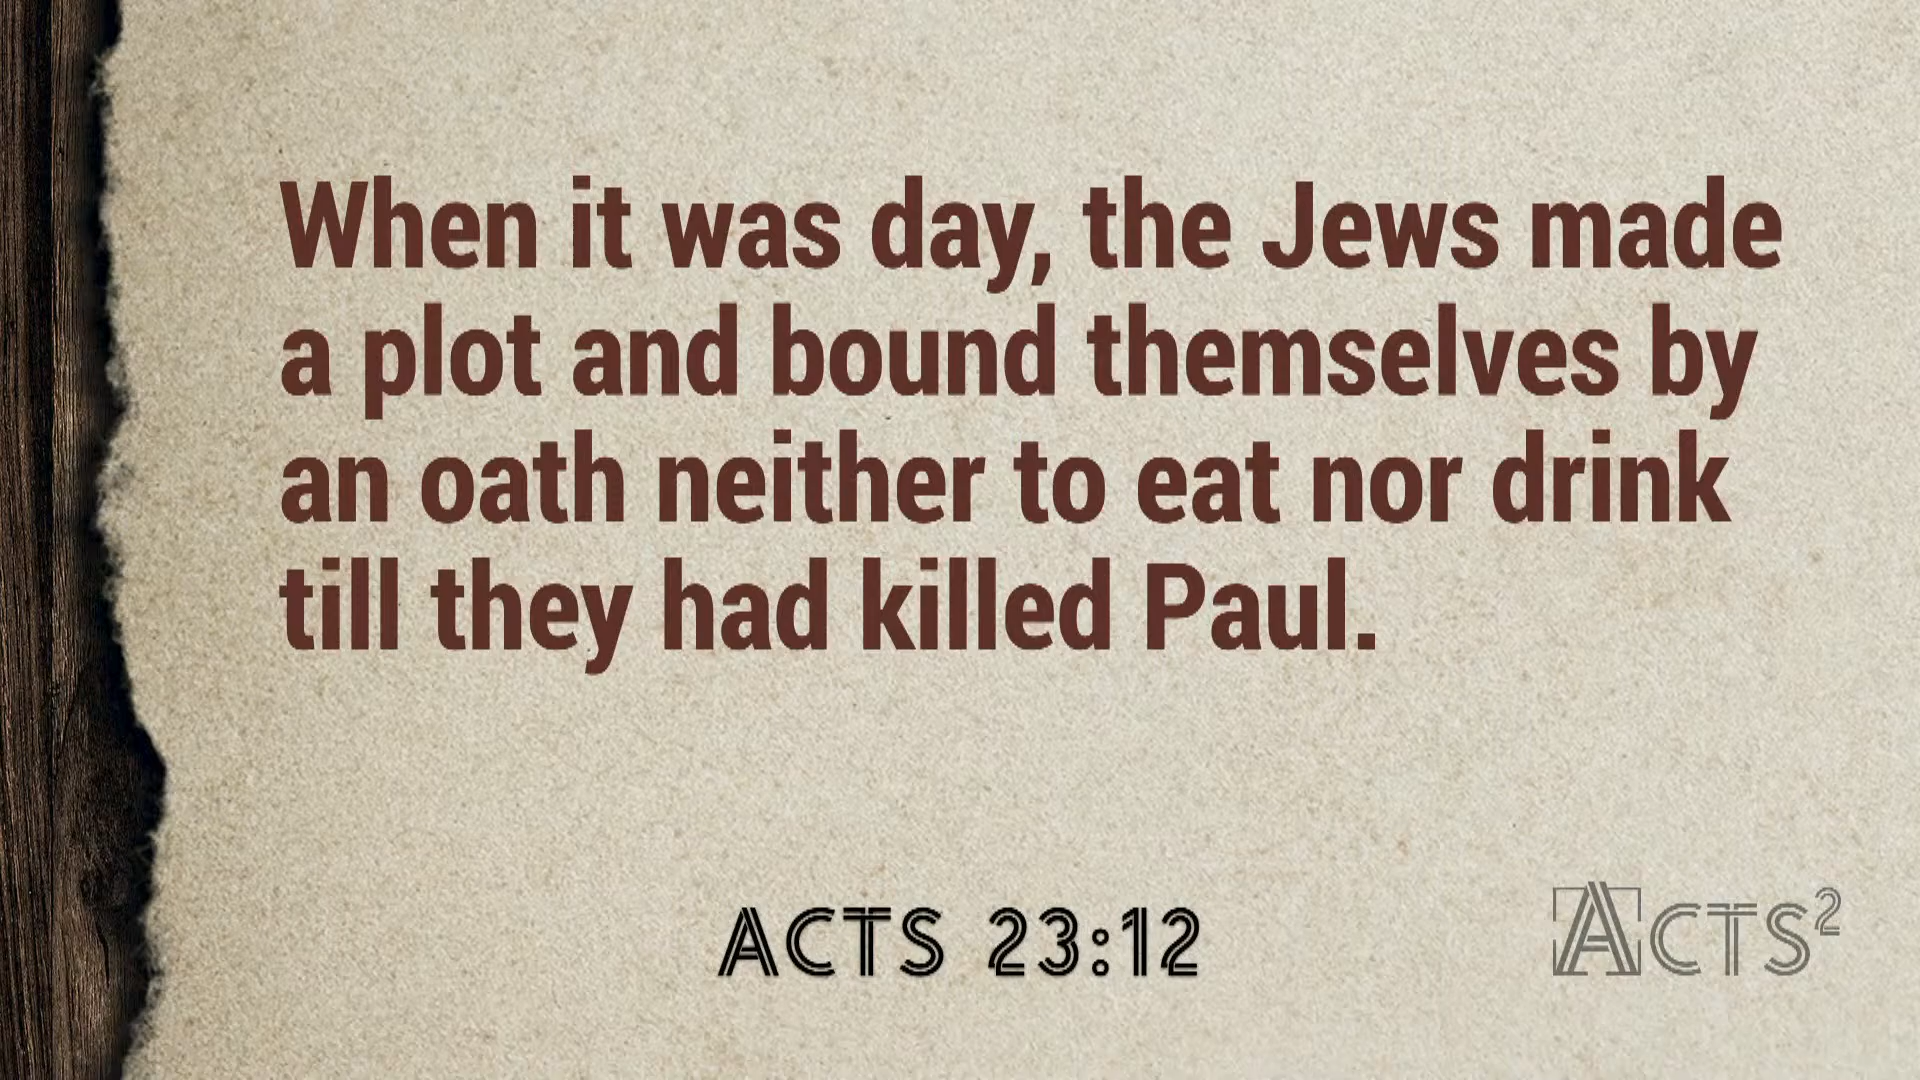 When it was day, the Jews made
a plot and bound themselves by
an oath neither to eat nor drink
till they had killed Paul.
ACTS 23:12
ACTS²